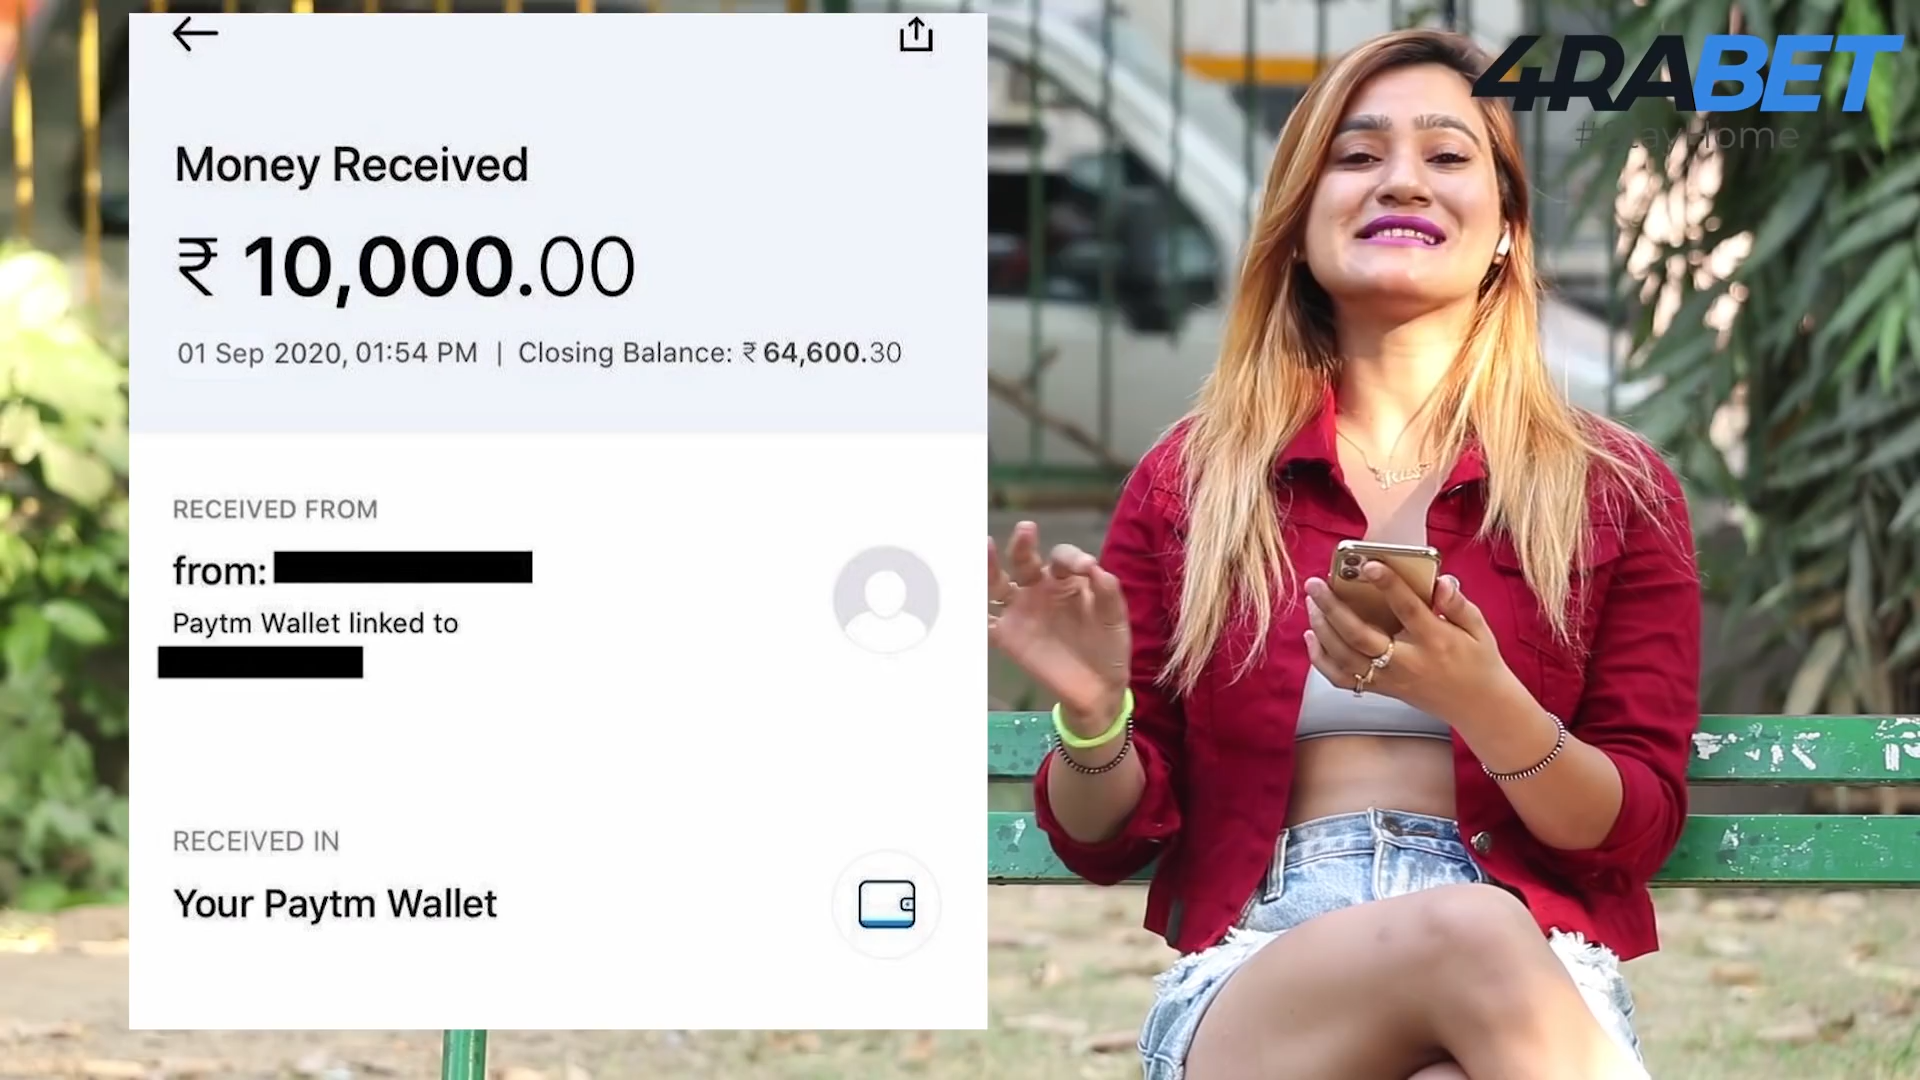 Money Received
₹ 10,000.00
01 Sep 2020, 01:54 PM | Closing Balance: ₹ 64,600.30
RECEIVED FROM
from:
Paytm Wallet linked to
RECEIVED IN
Your Paytm Wallet
4RABET
#StayHome